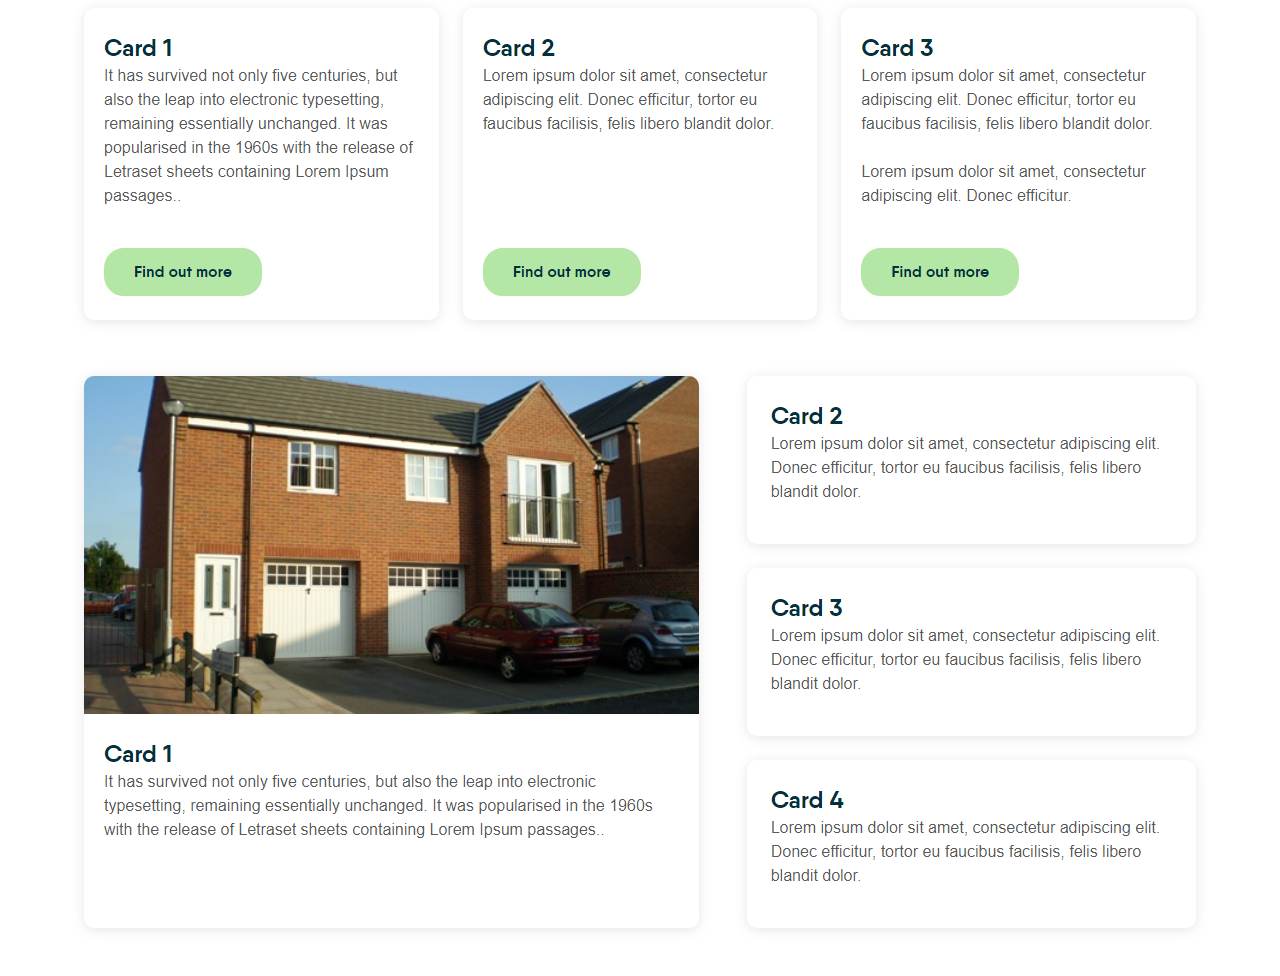 Card 1
It has survived not only five centuries, but
also the leap into electronic typesetting,
remaining essentially unchanged. It was
popularised in the 1960s with the release of
Letraset sheets containing Lorem Ipsum
passages..
Find out more
Card 2
Lorem ipsum dolor sit amet, consectetur
adipiscing elit. Donec efficitur, tortor eu
faucibus facilisis, felis libero blandit dolor.
Find out more
Card 3
Lorem ipsum dolor sit amet, consectetur
adipiscing elit. Donec efficitur, tortor eu
faucibus facilisis, felis libero blandit dolor.
Lorem ipsum dolor sit amet, consectetur
adipiscing elit. Donec efficitur.
Find out more
Card 1
It has survived not only five centuries, but also the leap into electronic
typesetting, remaining essentially unchanged. It was popularised in the 1960s
with the release of Letraset sheets containing Lorem Ipsum passages..
Card 2
Lorem ipsum dolor sit amet, consectetur adipiscing elit.
Donec efficitur, tortor eu faucibus facilisis, felis libero
blandit dolor.
Card 3
Lorem ipsum dolor sit amet, consectetur adipiscing elit.
Donec efficitur, tortor eu faucibus facilisis, felis libero
blandit dolor.
Card 4
Lorem ipsum dolor sit amet, consectetur adipiscing elit.
Donec efficitur, tortor eu faucibus facilisis, felis libero
blandit dolor.